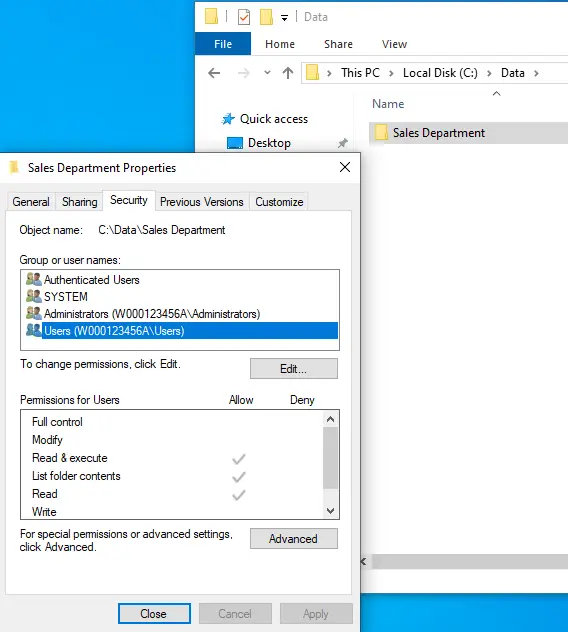 Data
File Home Share View
This PC Local Disk (C:) Data
Quick access
Desktop
Name
Sales Department
Sales Department Properties
General Sharing Security Previous Versions Customize
Object name: C:\Data\Sales Department
Group or user names:
Authenticated Users
SYSTEM
Administrators (W000123456A\Administrators)
Users (W000123456A\Users)
To change permissions, click Edit.
Edit...
Permissions for Users Allow Deny
Full control
Modify
Read & execute
List folder contents
Read
Write
For special permissions or advanced settings,
click Advanced.
Advanced
Close Cancel Apply